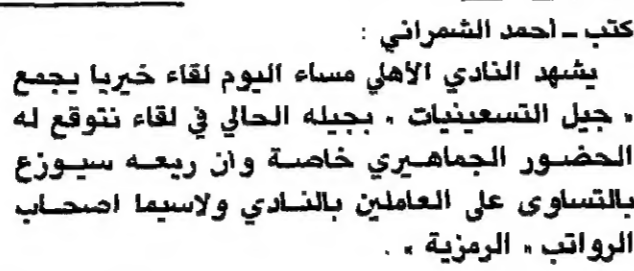 كتب ـ احمد الشمراني :
يشهد النادي الأهلي مساء اليوم لقاء خيريا يجمع
« جيل التسعينيات » بجيله الحالي في لقاء نتوقع له
الحضور الجماهيري خاصة وان ريعه سيوزع
بالتساوى على العاملين بالنادي ولاسيما اصحاب
الرواتب « الرمزية » .